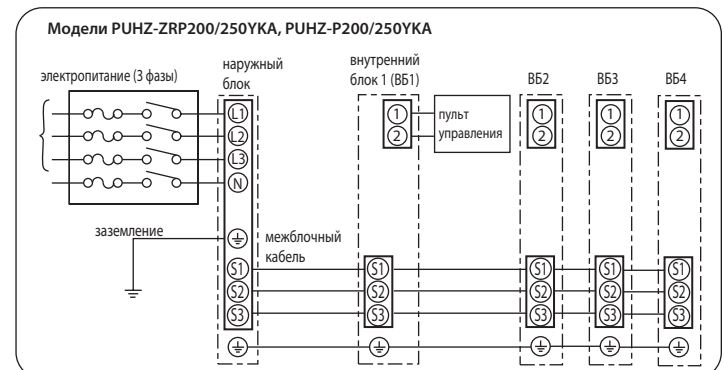 Модели PUHZ-ZRP200/250YKA, PUHZ-P200/250YKA
электропитание (3 фазы)
наружный
блок
внутренний
блок 1 (ВБ1)
ВБ2
ВБ3
ВБ4
L1
L2
L3
N
1
2
пульт
управления
1
2
1
2
1
2
заземление
межблочный
кабель
S1
S2
S3
S1
S2
S3
S1
S2
S3
S1
S2
S3
S1
S2
S3